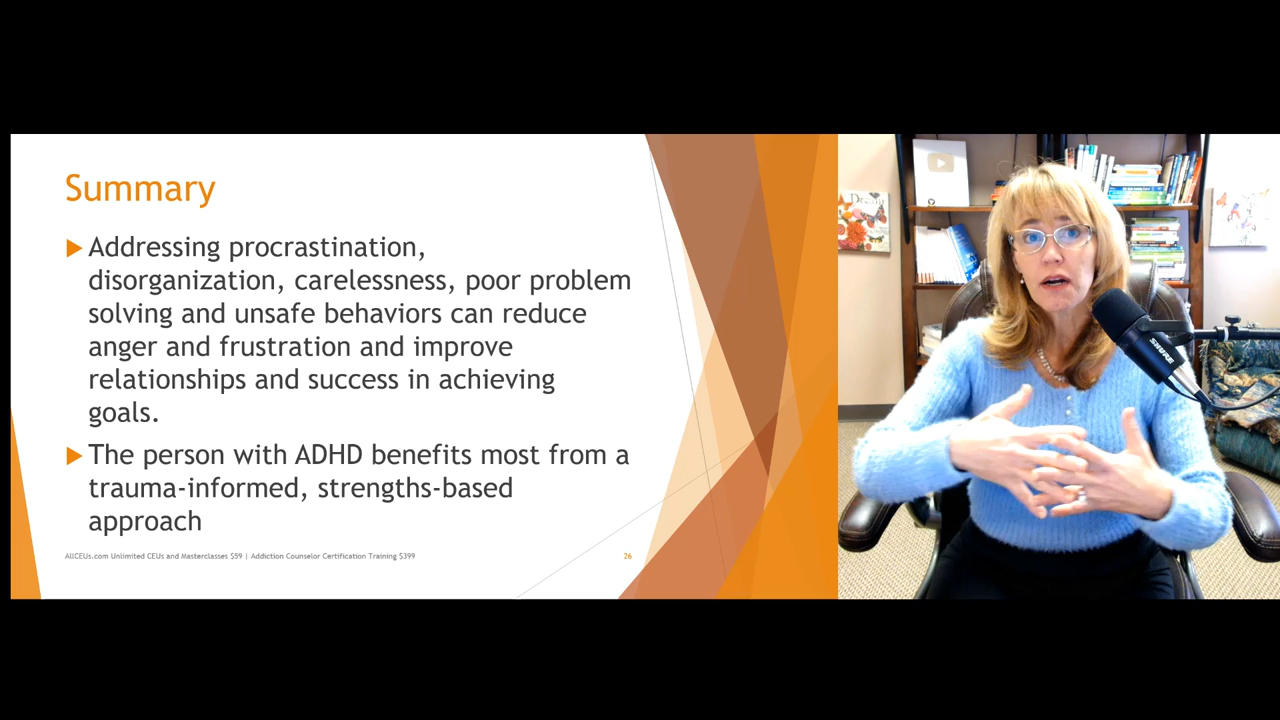 Summary
Addressing procrastination,
disorganization, carelessness, poor problem
solving and unsafe behaviors can reduce
anger and frustration and improve
relationships and success in achieving
goals.
The person with ADHD benefits most from a
trauma-informed, strengths-based
approach
AllCEUs.com Unlimited CEUs and Masterclasses $59 | Addiction Counselor Certification Training $399
26
SHURE